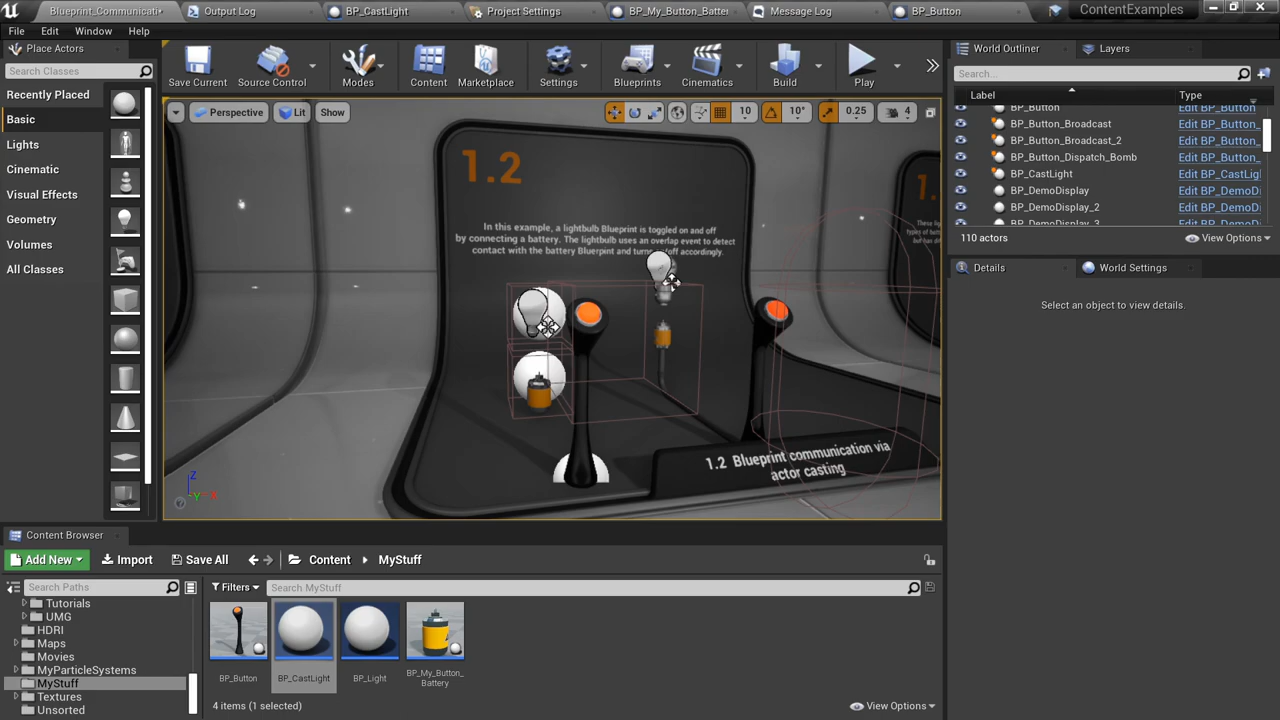 Blueprint_Communicati*
Output Log
BP_CastLight
Project Settings
BP_My_Button_Batter
Message Log
BP_Button
ContentExamples
File
Edit
Window
Help
Place Actors
Search Classes
Recently Placed
Basic
Lights
Cinematic
Visual Effects
Geometry
Volumes
All Classes
Save Current
Source Control
Modes
Content
Marketplace
Settings
Blueprints
Cinematics
Build
Play
Perspective
Lit
Show
10
10°
0.25
4
1.2
In this example, a lightbulb Blueprint is toggled on and off
by connecting a battery. The lightbulb uses an overlap event to detect
contact with the battery Blueprint and turns on/off accordingly.
1.
1.2 Blueprint communication via
actor casting
Z
Y
X
World Outliner
Layers
Search...
Label
Type
BP_Button
Edit BP_Button
BP_Button_Broadcast
Edit BP_Button_
BP_Button_Broadcast_2
Edit BP_Button_
BP_Button_Dispatch_Bomb
Edit BP_Button_
BP_CastLight
Edit BP_CastLigl
BP_DemoDisplay
Edit BP_DemoDi
BP_DemoDisplay_2
Edit BP_DemoDi
BP_DemoDisplay_3
Edit BP_DemoDi
110 actors
View Options
Details
World Settings
Select an object to view details.
Content Browser
Add New
Import
Save All
Content
MyStuff
Search Paths
Filters
Search MyStuff
Tutorials
UMG
HDRI
Maps
Movies
MyParticleSystems
MyStuff
Textures
Unsorted
BP_Button
BP_CastLight
BP_Light
BP_My_Button_
Battery
4 items (1 selected)
View Options